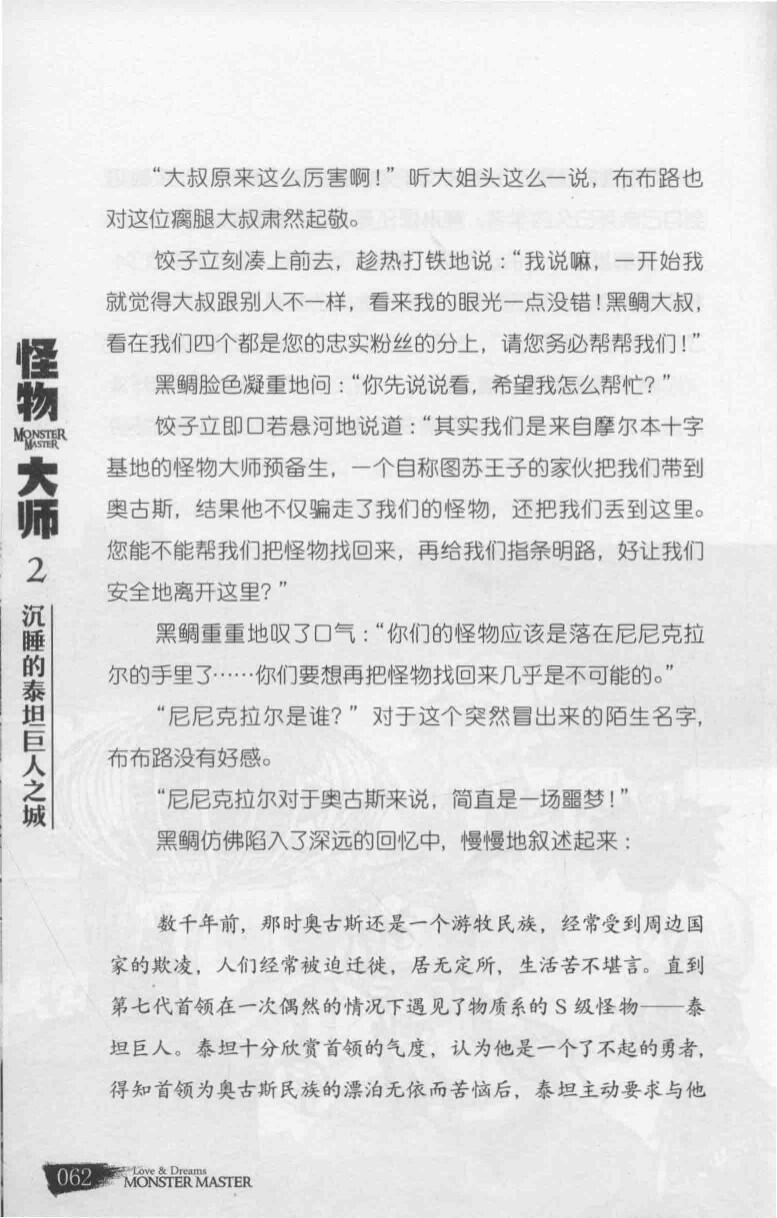 “大叔原来这么厉害啊！”听大姐头这么一说，布布路也
对这位瘸腿大叔肃然起敬。
饺子立刻凑上前去，趁热打铁地说：“我说嘛，一开始我
就觉得大叔跟别人不一样，看来我的眼光一点没错！黑鲷大叔，
看在我们四个都是您的忠实粉丝的分上，请您务必帮帮我们！”
黑鲷脸色凝重地问：“你先说说看，希望我怎么帮忙？”
饺子立即口若悬河地说道：“其实我们是来自摩尔本十字
基地的怪物大师预备生，一个自称图苏王子的家伙把我们带到
奥古斯，结果他不仅骗走了我们的怪物，还把我们丢到这里。
您能不能帮我们把怪物找回来，再给我们指条明路，好让我们
安全地离开这里？”
黑鲷重重地叹了口气：“你们的怪物应该是落在尼尼克拉
尔的手里了……你们要想再把怪物找回来几乎是不可能的。”
“尼尼克拉尔是谁？”对于这个突然冒出来的陌生名字，
布布路没有好感。
“尼尼克拉尔对于奥古斯来说，简直是一场噩梦！”
黑鲷仿佛陷入了深远的回忆中，慢慢地叙述起来：
数千年前，那时奥古斯还是一个游牧民族，经常受到周边国
家的欺凌，人们经常被迫迁徙，居无定所，生活苦不堪言。直到
第七代首领在一次偶然的情况下遇见了物质系的 S 级怪物——泰
坦巨人。泰坦十分欣赏首领的气度，认为他是一个了不起的勇者，
得知首领为奥古斯民族的漂泊无依而苦恼后，泰坦主动要求与他
怪物
MONSTER
MASTER
大师
2
沉睡的泰坦巨人之城
062
Love & Dreams
MONSTER MASTER